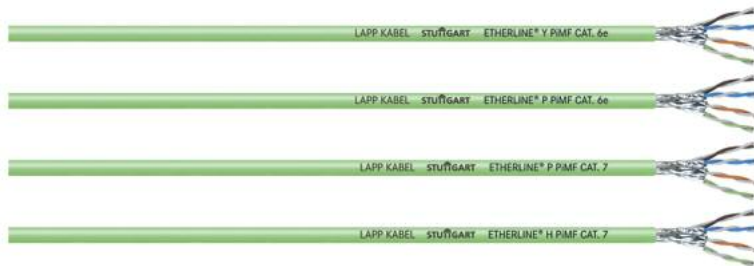 LAPP KABEL STUTTGART ETHERLINE® Y PiMF CAT. 6e
LAPP KABEL STUTTGART ETHERLINE® P PiMF CAT. 6e
LAPP KABEL STUTTGART ETHERLINE® P PiMF CAT. 7
LAPP KABEL STUTTGART ETHERLINE® H PiMF CAT. 7